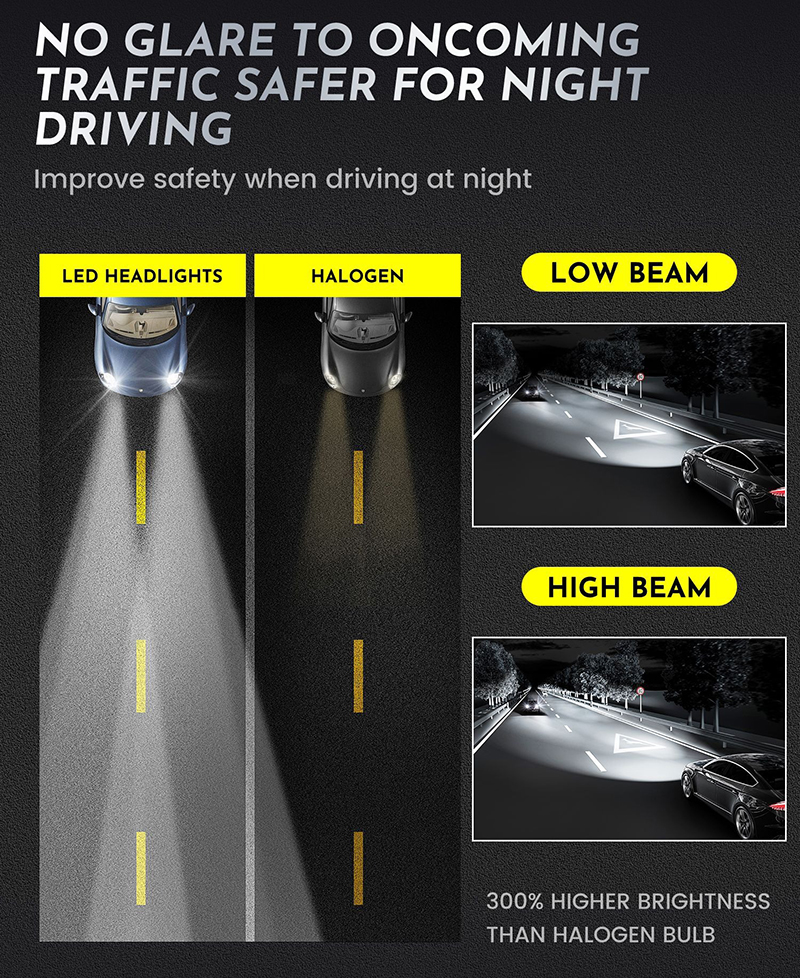 NO GLARE TO ONCOMING
TRAFFIC SAFER FOR NIGHT
DRIVING
Improve safety when driving at night
LED HEADLIGHTS
HALOGEN
LOW BEAM
HIGH BEAM
300% HIGHER BRIGHTNESS
THAN HALOGEN BULB